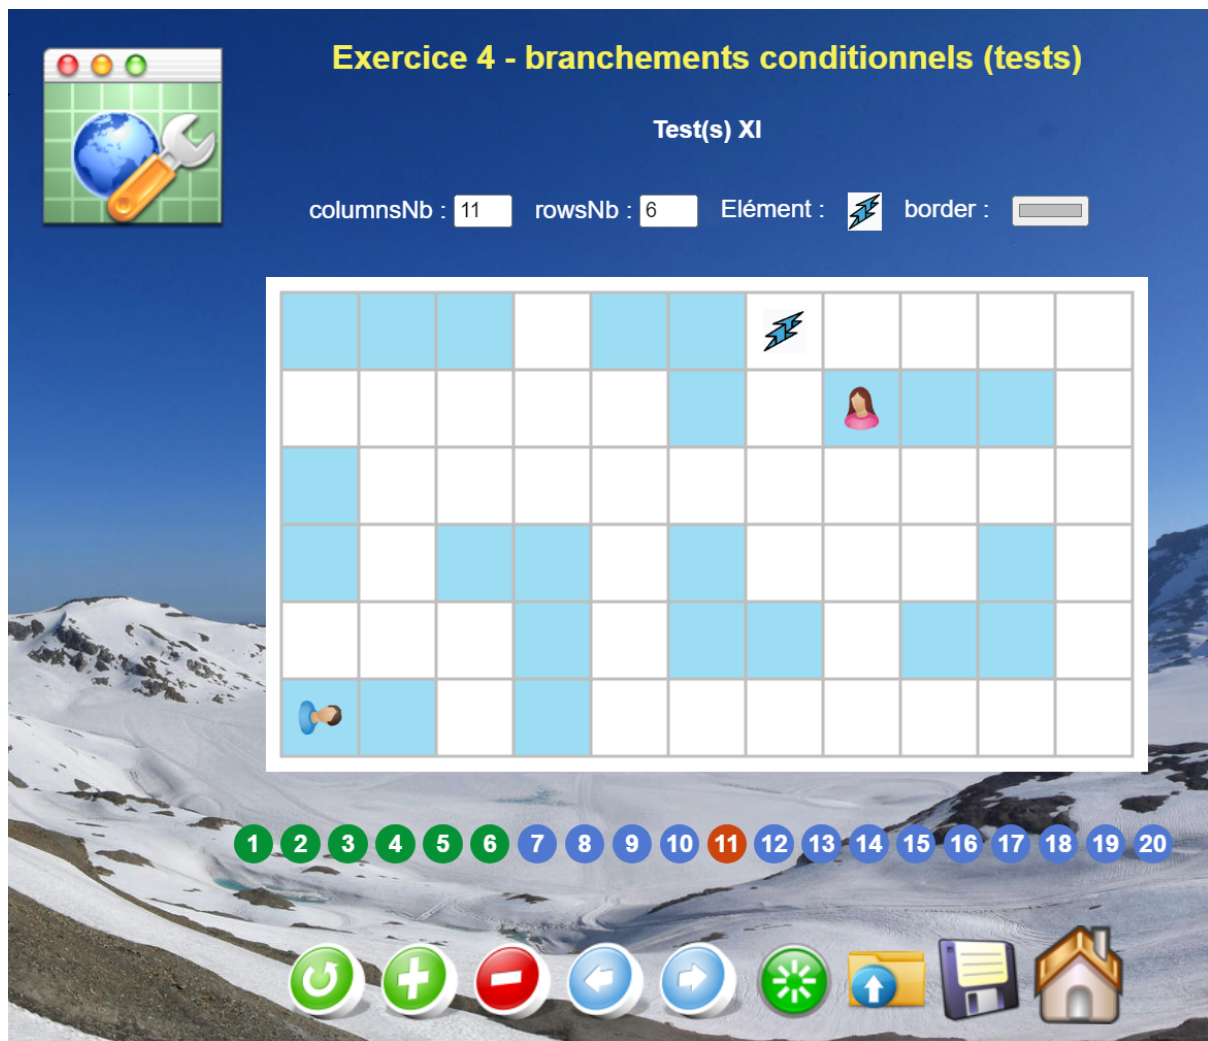 Exercice 4 - branchements conditionnels (tests)
Test(s) XI
columnsNb : 11 rowsNb : 6 Elément : border :
1 2 3 4 5 6 7 8 9 10 11 12 13 14 15 16 17 18 19 20